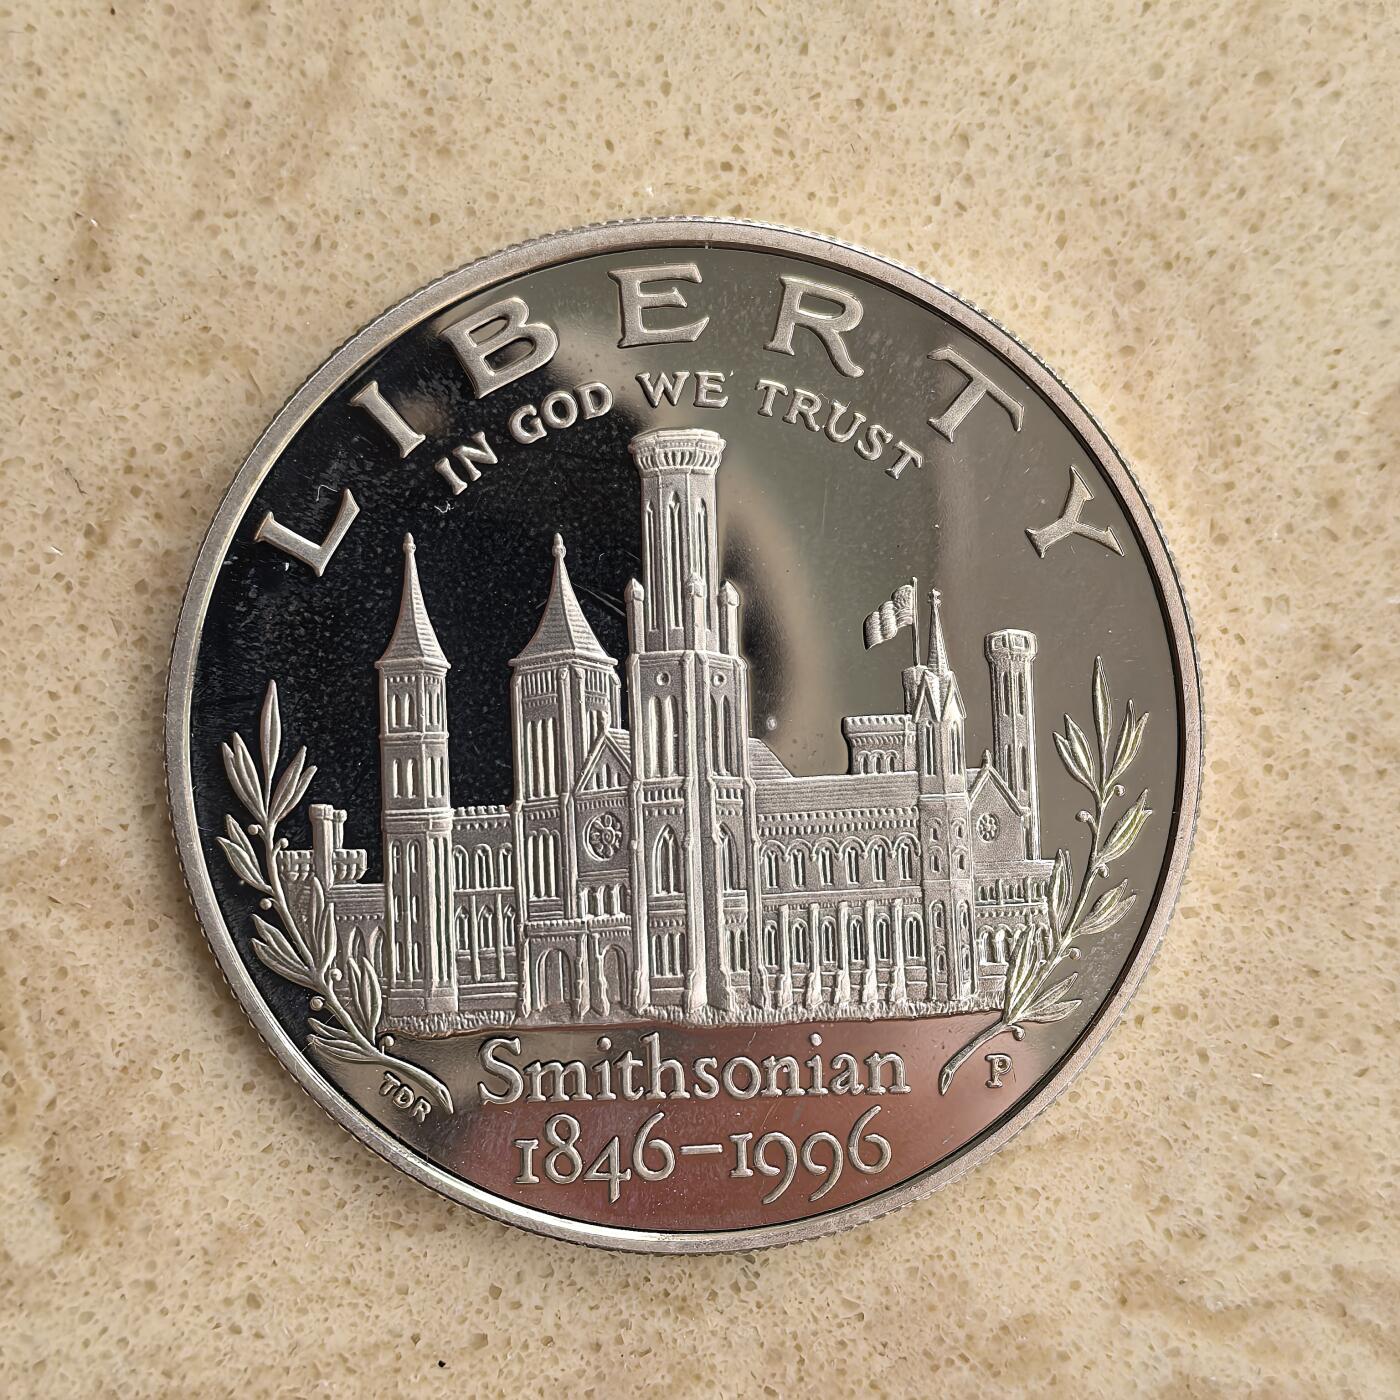 LIBERTY
IN GOD WE TRUST
TDR
P
Smithsonian
1846–1996